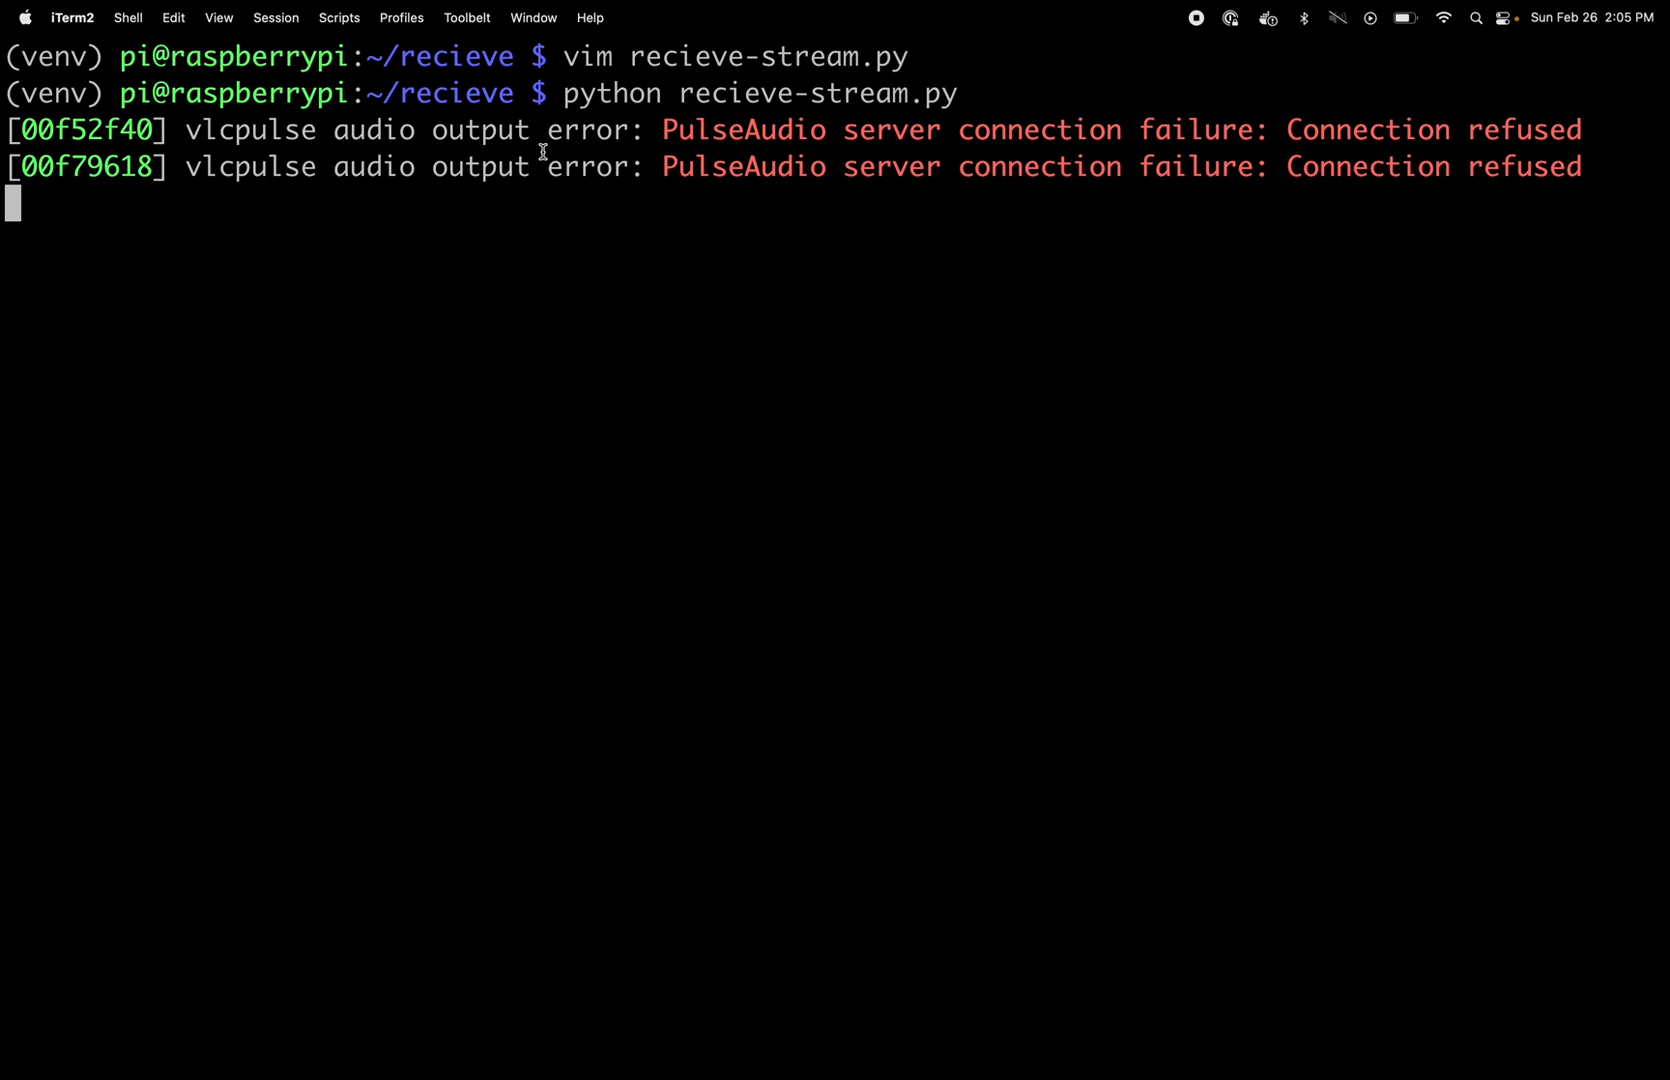 iTerm2 Shell Edit View Session Scripts Profiles Toolbelt Window Help Sun Feb 26 2:05 PM
(venv) pi@raspberrypi:~/recieve $ vim recieve-stream.py
(venv) pi@raspberrypi:~/recieve $ python recieve-stream.py
[00f52f40] vlcpulse audio output error: PulseAudio server connection failure: Connection refused
[00f79618] vlcpulse audio output error: PulseAudio server connection failure: Connection refused